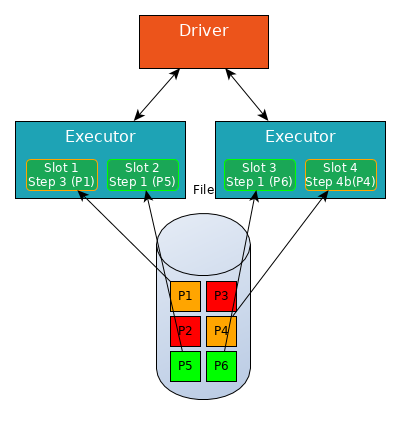 Driver
Executor
Executor
Slot 1
Step 3 (P1)
Slot 2
Step 1 (P5)
Slot 3
Step 1 (P6)
Slot 4
Step 4b(P4)
File
P1
P3
P2
P4
P5
P6